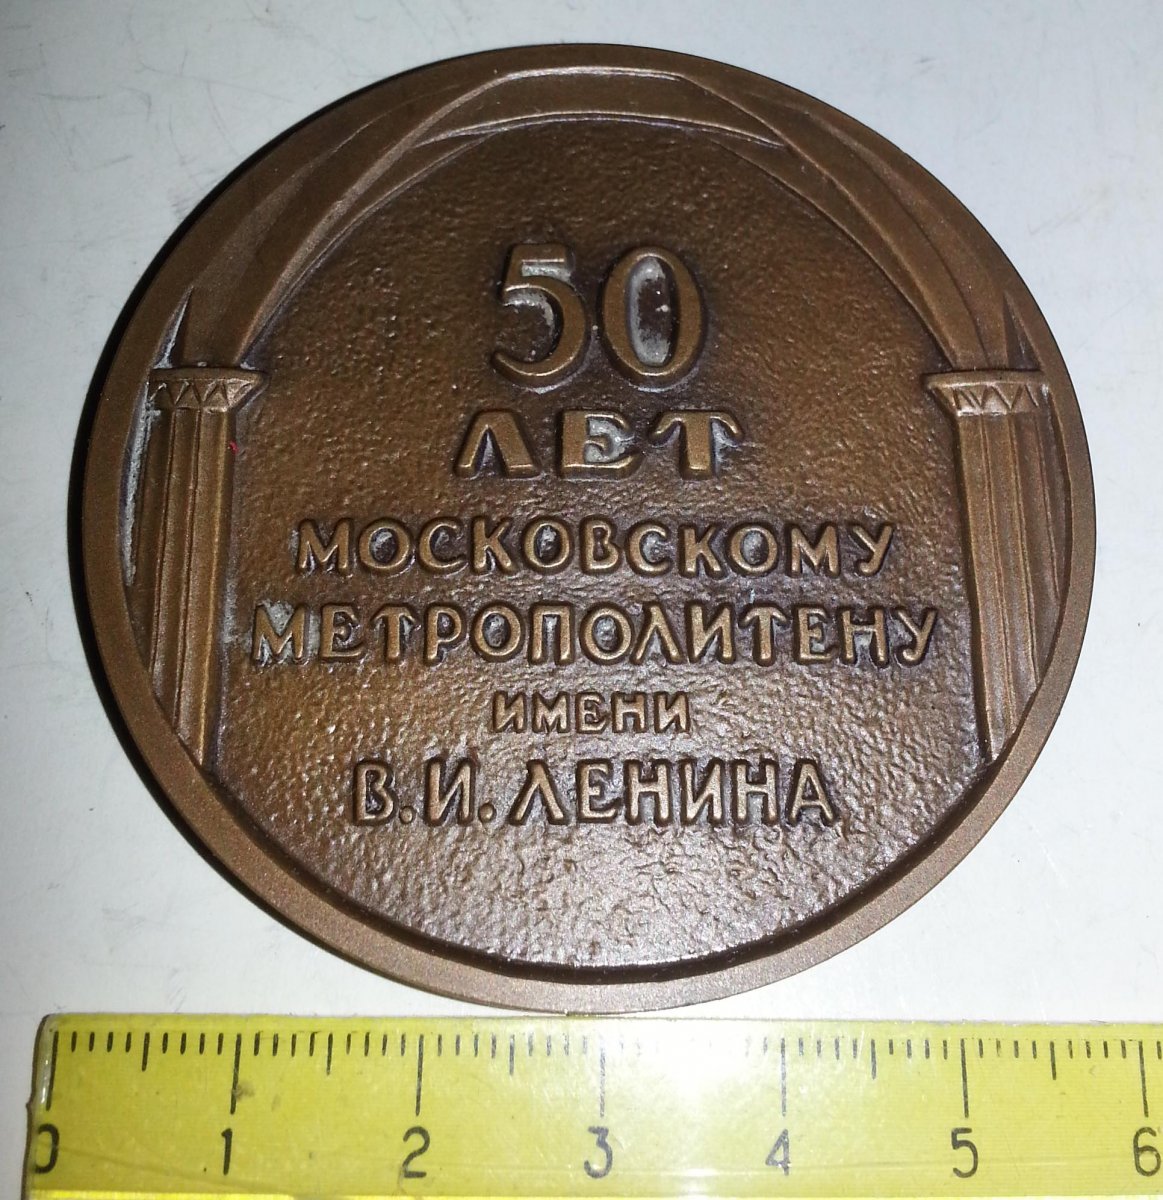 50
ЛЕТ
МОСКОВСКОМУ
МЕТРОПОЛИТЕНУ
ИМЕНИ
В.И.ЛЕНИНА
0 1 2 3 4 5 6